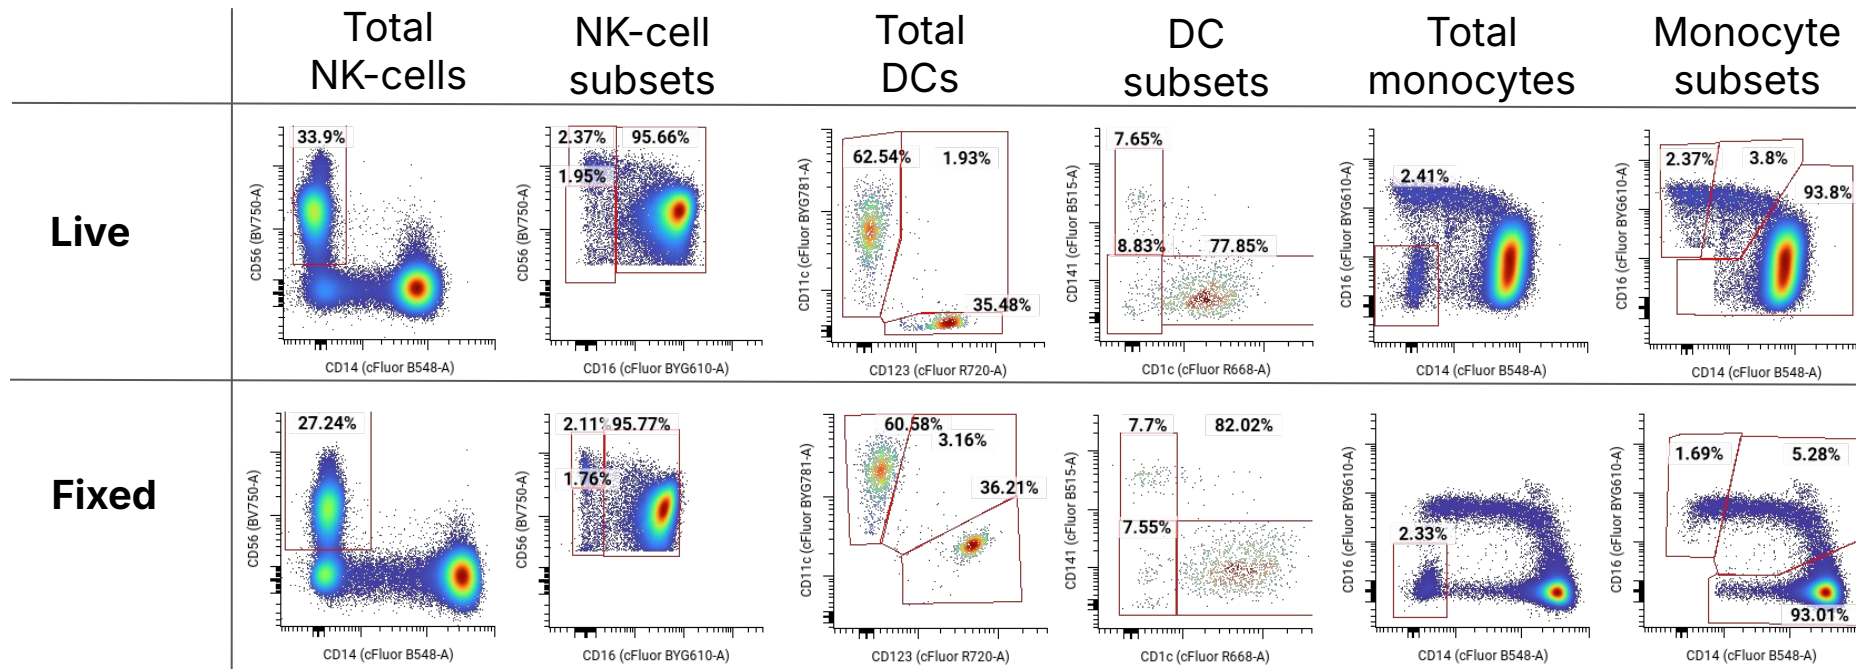 Total
NK-cells
NK-cell
subsets
Total
DCs
DC
subsets
Total
monocytes
Monocyte
subsets
Live
33.9%
CD56 (BV750-A)
CD14 (cFluor B548-A)
2.37%
95.66%
1.95%
CD56 (BV750-A)
CD16 (cFluor BYG610-A)
62.54%
1.93%
35.48%
CD11c (cFluor BYG781-A)
CD123 (cFluor R720-A)
7.65%
8.83%
77.85%
CD141 (cFluor B515-A)
CD1c (cFluor R668-A)
2.41%
CD16 (cFluor BYG610-A)
CD14 (cFluor B548-A)
2.37%
3.8%
93.8%
CD16 (cFluor BYG610-A)
CD14 (cFluor B548-A)
Fixed
27.24%
CD56 (BV750-A)
CD14 (cFluor B548-A)
2.11%
95.77%
1.76%
CD56 (BV750-A)
CD16 (cFluor BYG610-A)
60.58%
3.16%
36.21%
CD11c (cFluor BYG781-A)
CD123 (cFluor R720-A)
7.7%
82.02%
7.55%
CD141 (cFluor B515-A)
CD1c (cFluor R668-A)
2.33%
CD16 (cFluor BYG610-A)
CD14 (cFluor B548-A)
1.69%
5.28%
93.01%
CD16 (cFluor BYG610-A)
CD14 (cFluor B548-A)